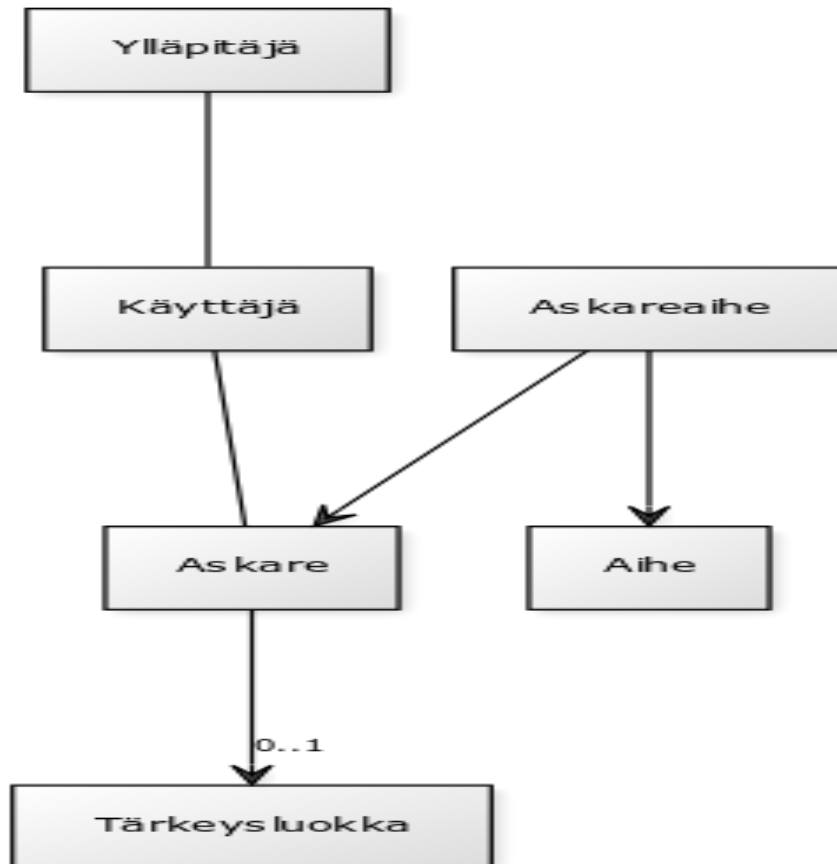 Ylläpitäjä
Käyttäjä
Askareaihe
Askare
Aihe
0..1
Tärkeysluokka